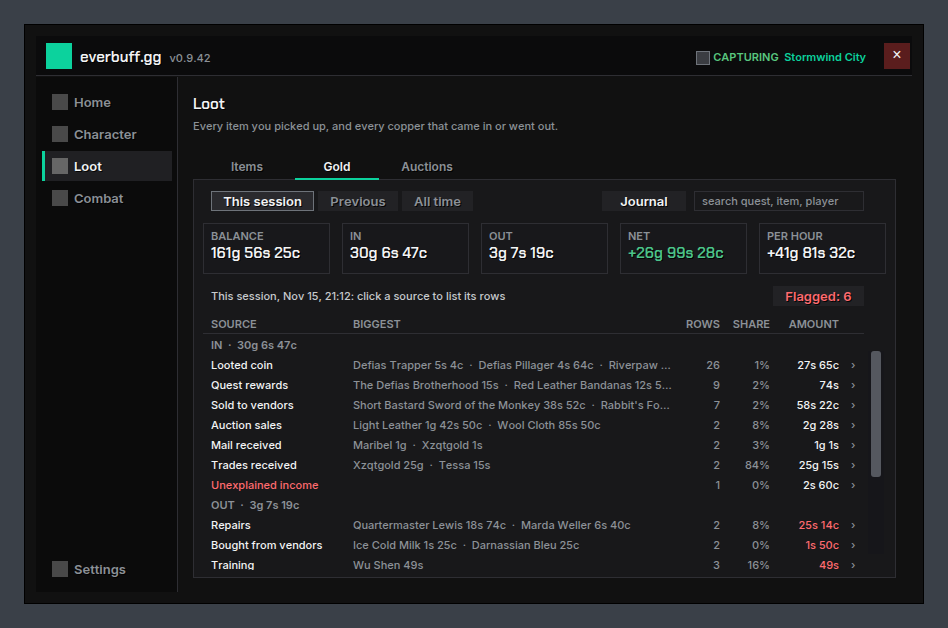 everbuff.gg v0.9.42
CAPTURING Stormwind City
×
Home
Character
Loot
Combat
Settings
Loot
Every item you picked up, and every copper that came in or went out.
Items Gold Auctions
This session Previous All time Journal search quest, item, player
BALANCE IN OUT NET PER HOUR
161g 56s 25c 30g 6s 47c 3g 7s 19c +26g 99s 28c +41g 81s 32c
This session, Nov 15, 21:12: click a source to list its rows Flagged: 6
SOURCE BIGGEST ROWS SHARE AMOUNT
IN · 30g 6s 47c
Looted coin Defias Trapper 5s 4c · Defias Pillager 4s 64c · Riverpaw ... 26 1% 27s 65c ›
Quest rewards The Defias Brotherhood 15s · Red Leather Bandanas 12s 5... 9 2% 74s ›
Sold to vendors Short Bastard Sword of the Monkey 38s 52c · Rabbit's Fo... 7 2% 58s 22c ›
Auction sales Light Leather 1g 42s 50c · Wool Cloth 85s 50c 2 8% 2g 28s ›
Mail received Maribel 1g · Xzqtgold 1s 2 3% 1g 1s ›
Trades received Xzqtgold 25g · Tessa 15s 2 84% 25g 15s ›
Unexplained income 1 0% 2s 60c ›
OUT · 3g 7s 19c
Repairs Quartermaster Lewis 18s 74c · Marda Weller 6s 40c 2 8% 25s 14c ›
Bought from vendors Ice Cold Milk 1s 25c · Darnassian Bleu 25c 2 0% 1s 50c ›
Training Wu Shen 49s 3 16% 49s ›